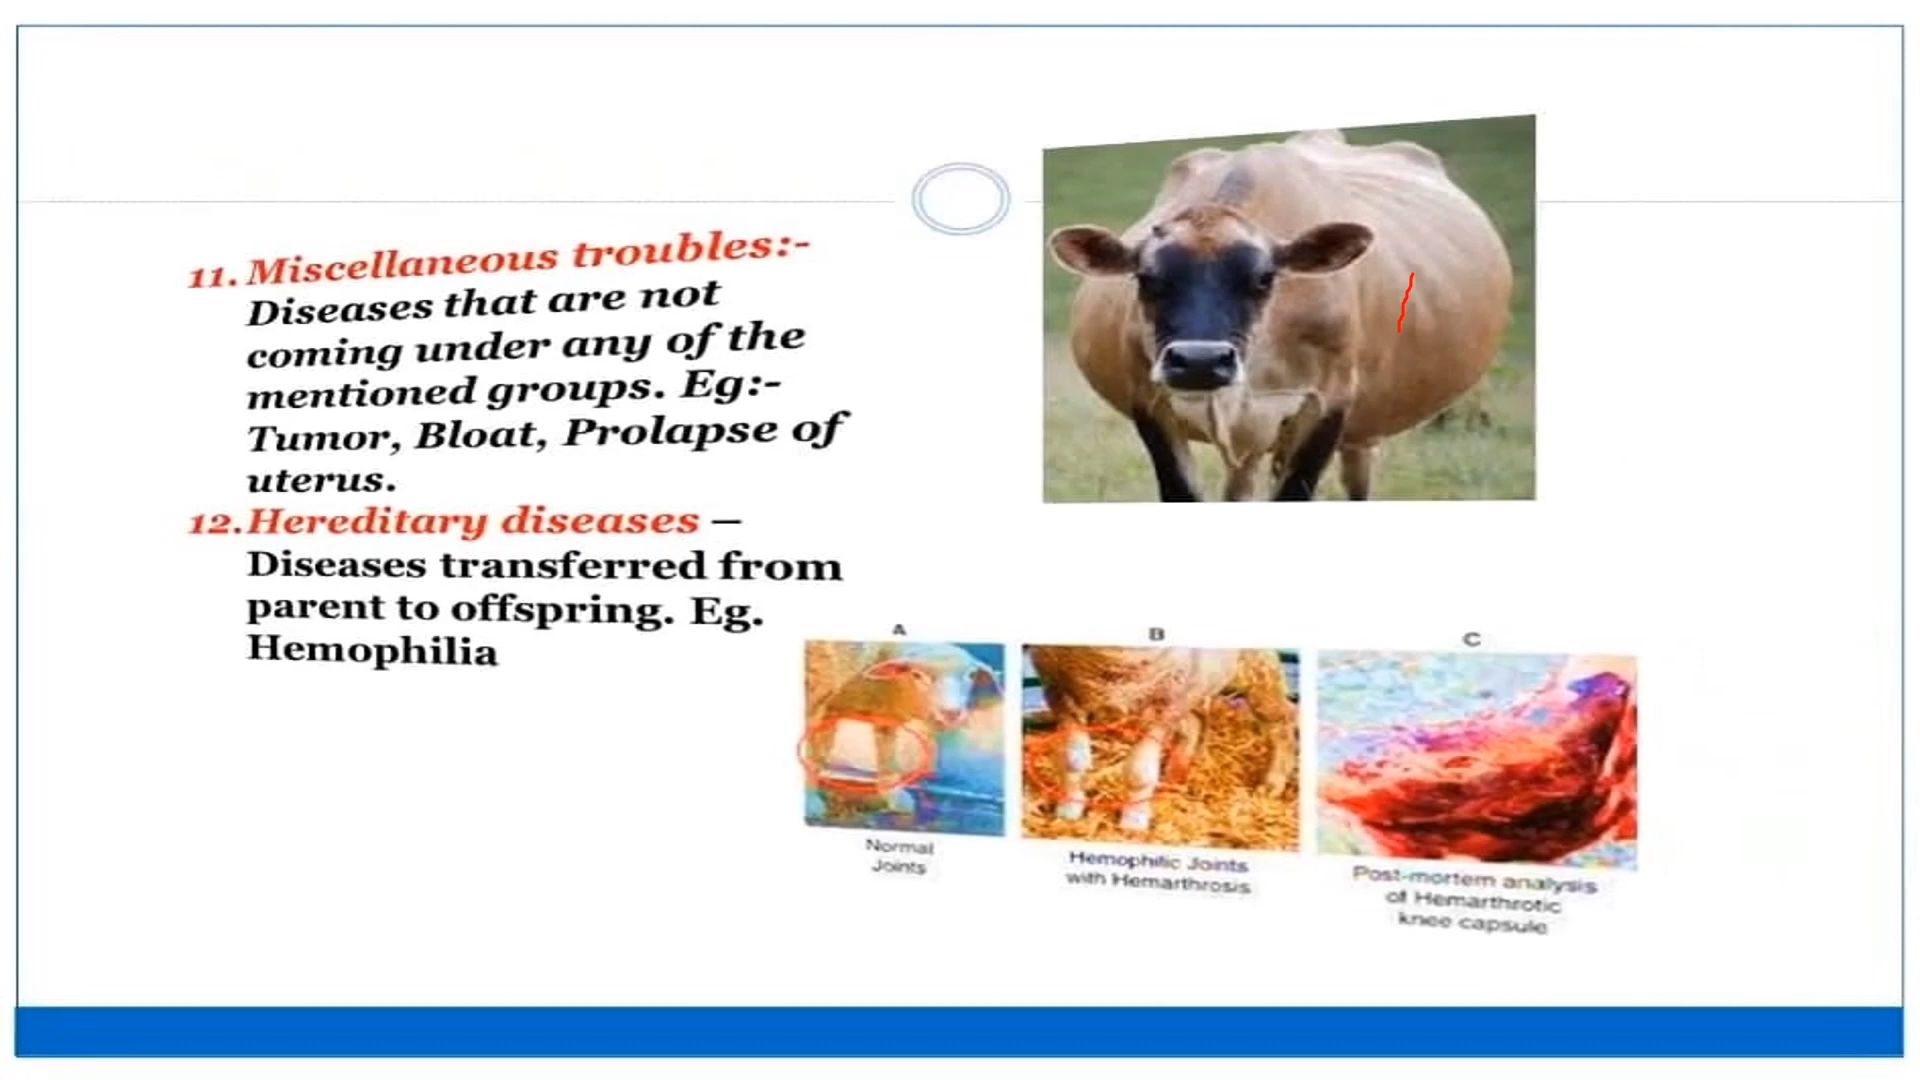 11. Miscellaneous troubles:-
Diseases that are not
coming under any of the
mentioned groups. Eg:-
Tumor, Bloat, Prolapse of
uterus.
12. Hereditary diseases –
Diseases transferred from
parent to offspring. Eg.
Hemophilia
A
B
C
Normal
Joints
Hemophilic Joints
with Hemarthrosis
Post-mortem analysis
of Hemarthrotic
knee capsule